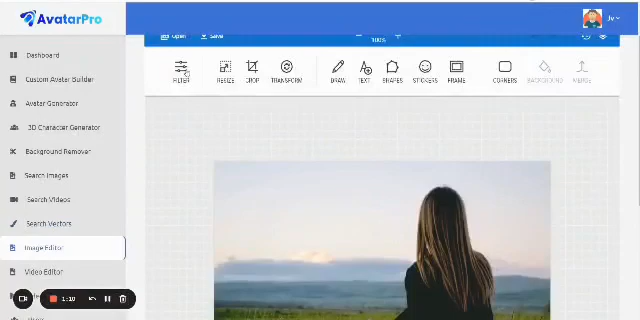 AvatarPro
Jv
Open
Save
100%
Dashboard
Custom Avatar Builder
Avatar Generator
3D Character Generator
Background Remover
Search Images
Search Videos
Search Vectors
Image Editor
Video Editor
FILTER
RESIZE
CROP
TRANSFORM
DRAW
TEXT
SHAPES
STICKERS
FRAME
CORNERS
BACKGROUND
MERGE
1:10